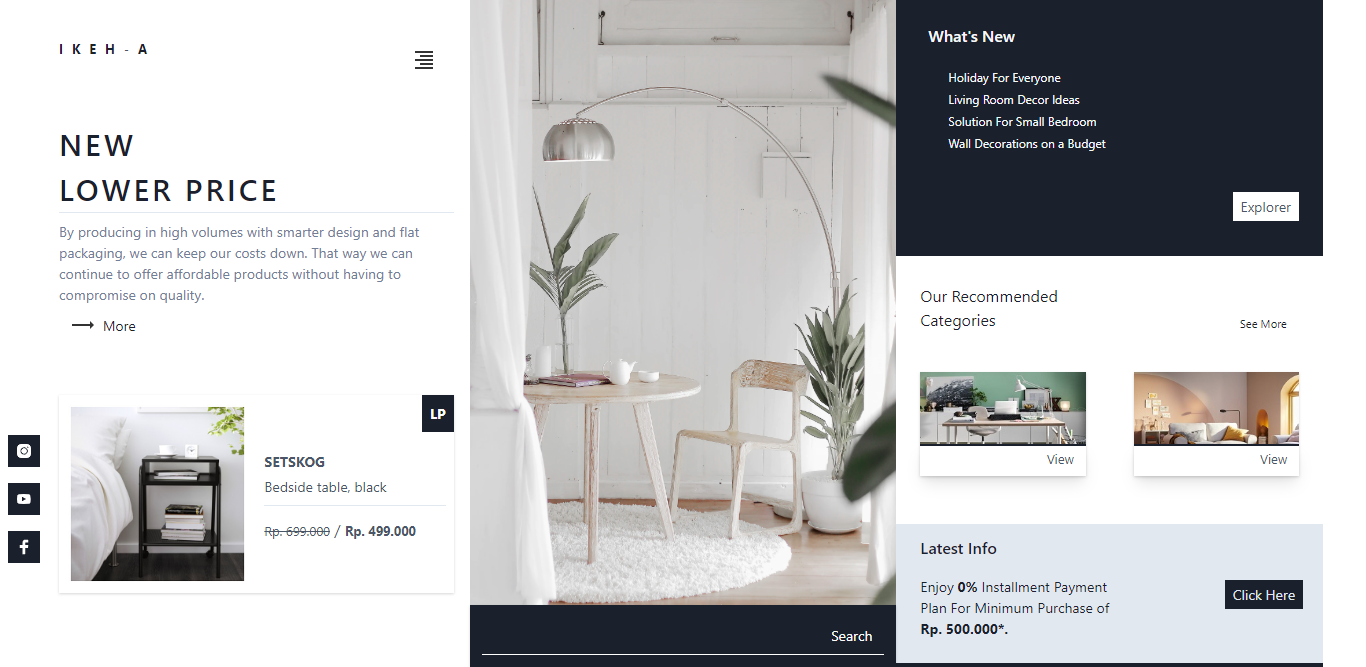 IKEH-A
NEW
LOWER PRICE
By producing in high volumes with smarter design and flat
packaging, we can keep our costs down. That way we can
continue to offer affordable products without having to
compromise on quality.
More
LP
SETSKOG
Bedside table, black
Rp. 699.000 / Rp. 499.000
Search
What's New
Holiday For Everyone
Living Room Decor Ideas
Solution For Small Bedroom
Wall Decorations on a Budget
Explorer
Our Recommended
Categories
See More
View
View
Latest Info
Enjoy 0% Installment Payment
Plan For Minimum Purchase of
Rp. 500.000*.
Click Here